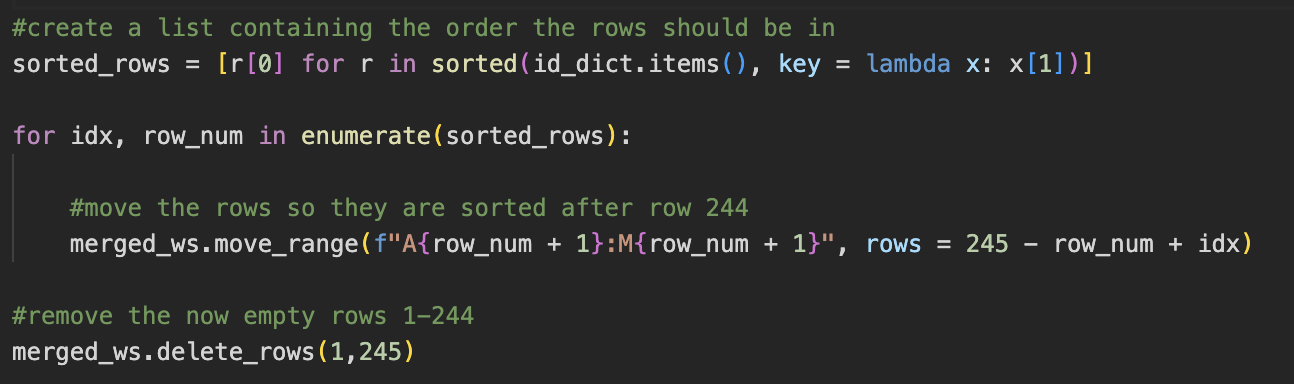 #create a list containing the order the rows should be in
sorted_rows = [r[0] for r in sorted(id_dict.items(), key = lambda x: x[1])]
for idx, row_num in enumerate(sorted_rows):
#move the rows so they are sorted after row 244
merged_ws.move_range(f"A{row_num + 1}:M{row_num + 1}", rows = 245 - row_num + idx)
#remove the now empty rows 1-244
merged_ws.delete_rows(1,245)